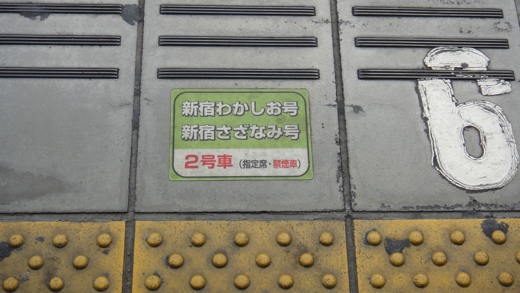 新宿わかしお号
新宿さざなみ号
2号車 (指定席・禁煙車)
6